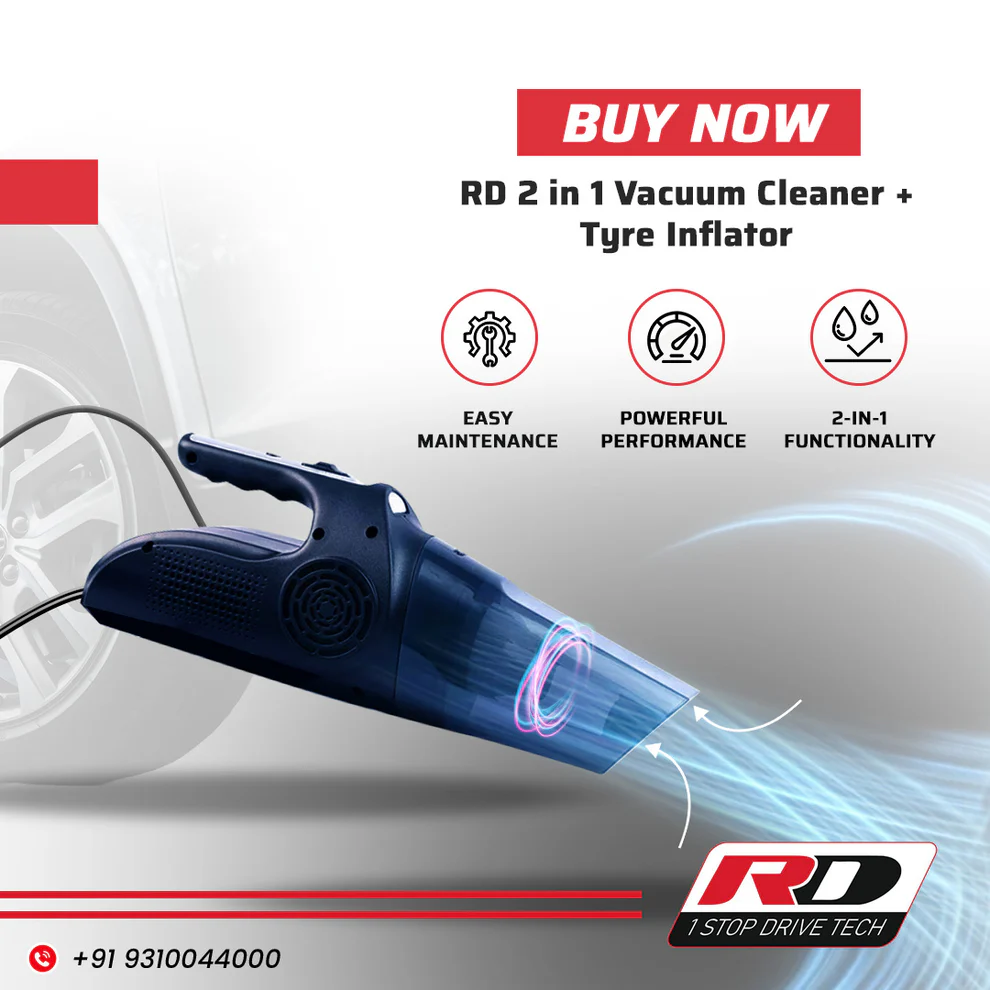 BUY NOW
RD 2 in 1 Vacuum Cleaner +
Tyre Inflator
EASY
MAINTENANCE
POWERFUL
PERFORMANCE
2-IN-1
FUNCTIONALITY
RD
1 STOP DRIVE TECH
+91 9310044000